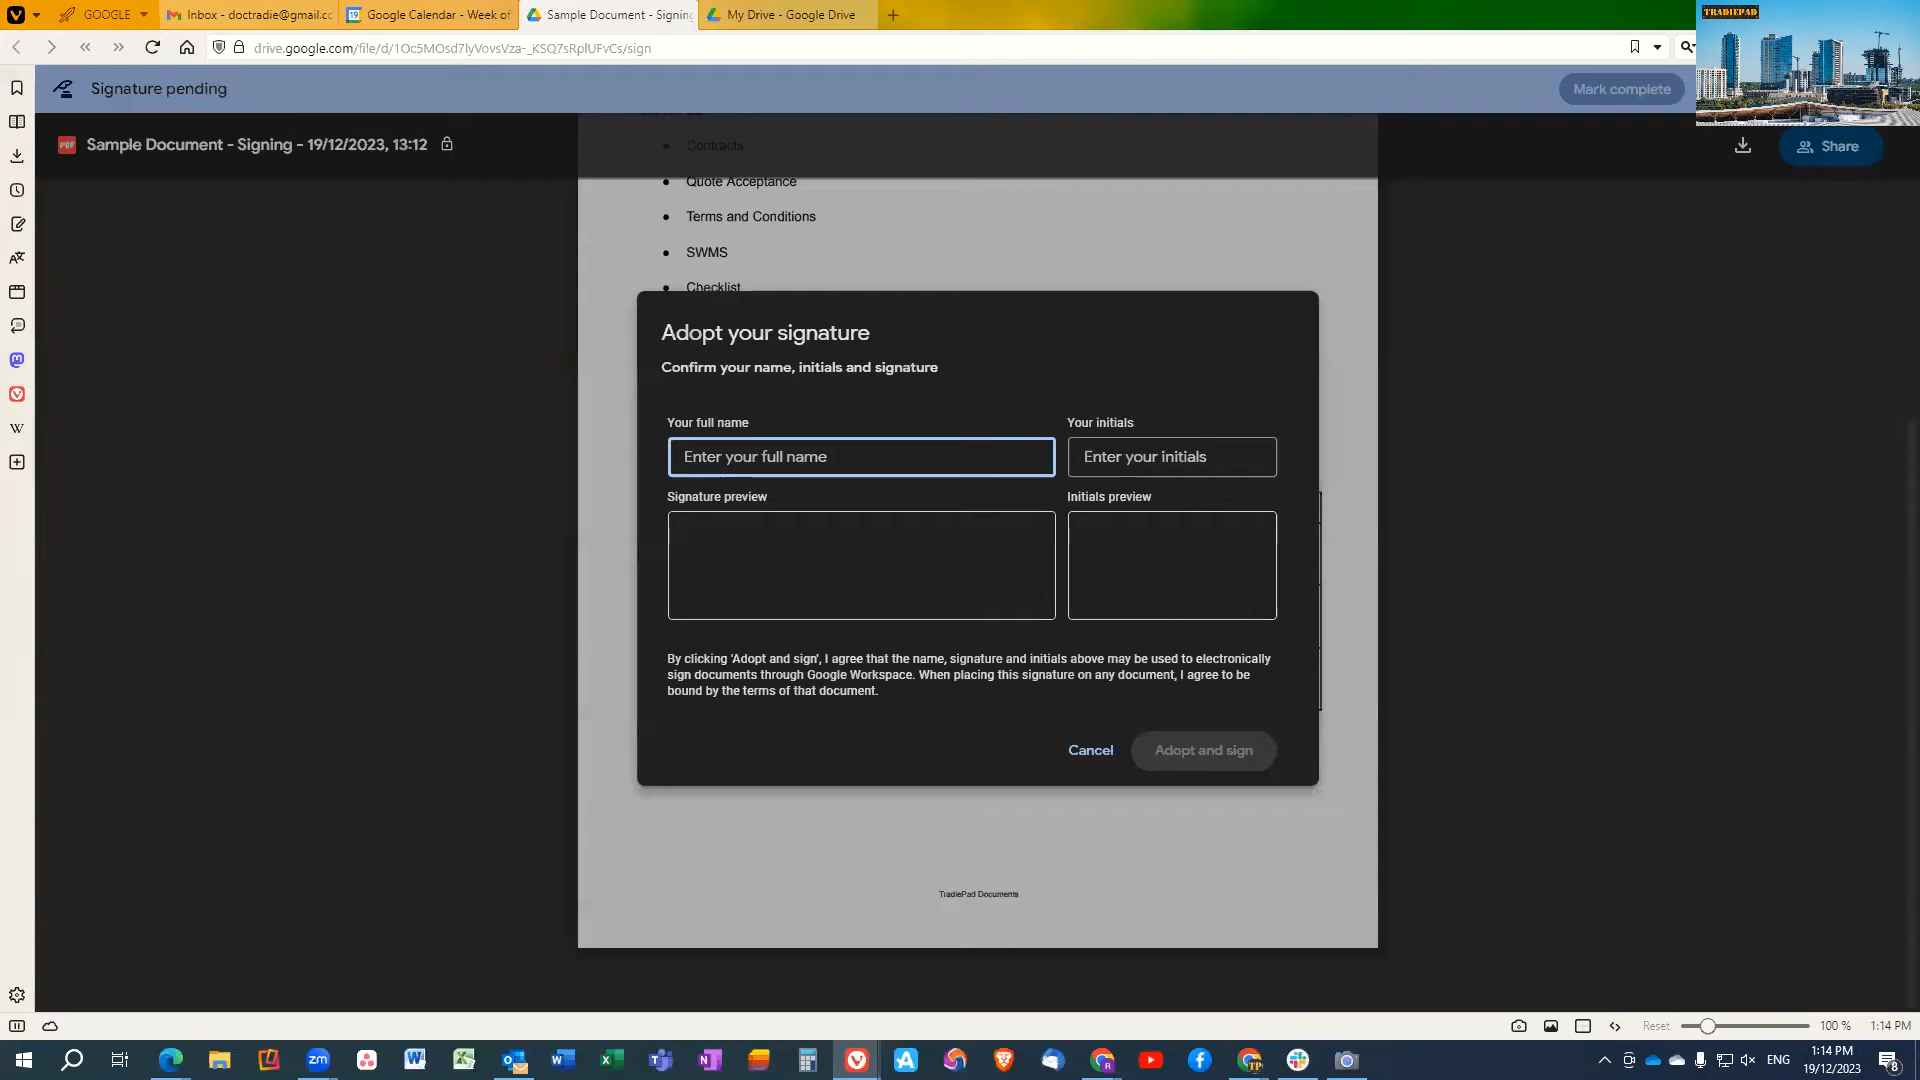 GOOGLE
Inbox - doctradie@gmail.cc
Google Calendar - Week of
Sample Document - Signin
My Drive - Google Drive
TRADIEPAD
drive.google.com/file/d/1Oc5MOsd7lyVovsVza-_KSQ7sRplUFvCs/sign
Signature pending
Mark complete
PDF
Sample Document - Signing - 19/12/2023, 13:12
Share
Contracts
Quote Acceptance
Terms and Conditions
SWMS
Checklist
Adopt your signature
Confirm your name, initials and signature
Your full name
Your initials
Enter your full name
Enter your initials
Signature preview
Initials preview
By clicking 'Adopt and sign', I agree that the name, signature and initials above may be used to electronically
sign documents through Google Workspace. When placing this signature on any document, I agree to be
bound by the terms of that document.
Cancel
Adopt and sign
TradiePad Documents
Reset
100 %
1:14 PM
ENG
1:14 PM
19/12/2023
8